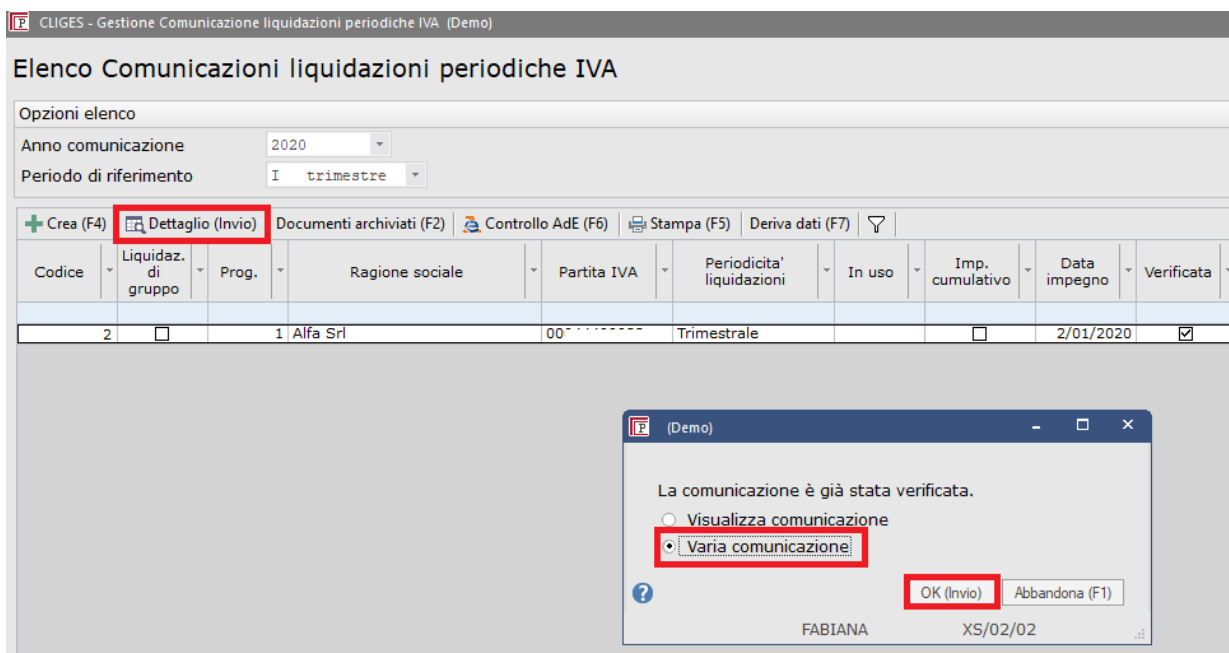 CLIGES - Gestione Comunicazione liquidazioni periodiche IVA (Demo)
Elenco Comunicazioni liquidazioni periodiche IVA
Opzioni elenco
Anno comunicazione 2020
Periodo di riferimento I trimestre
Crea (F4) Dettaglio (Invio) Documenti archiviati (F2) Controllo AdE (F6) Stampa (F5) Deriva dati (F7)
Codice Liquidaz. di gruppo Prog. Ragione sociale Partita IVA Periodicita' liquidazioni In uso Imp. cumulativo Data impegno Verificata
2 1 Alfa Srl 00 Trimestrale 2/01/2020
(Demo)
La comunicazione è già stata verificata.
Visualizza comunicazione
Varia comunicazione
OK (Invio) Abbandona (F1)
FABIANA XS/02/02